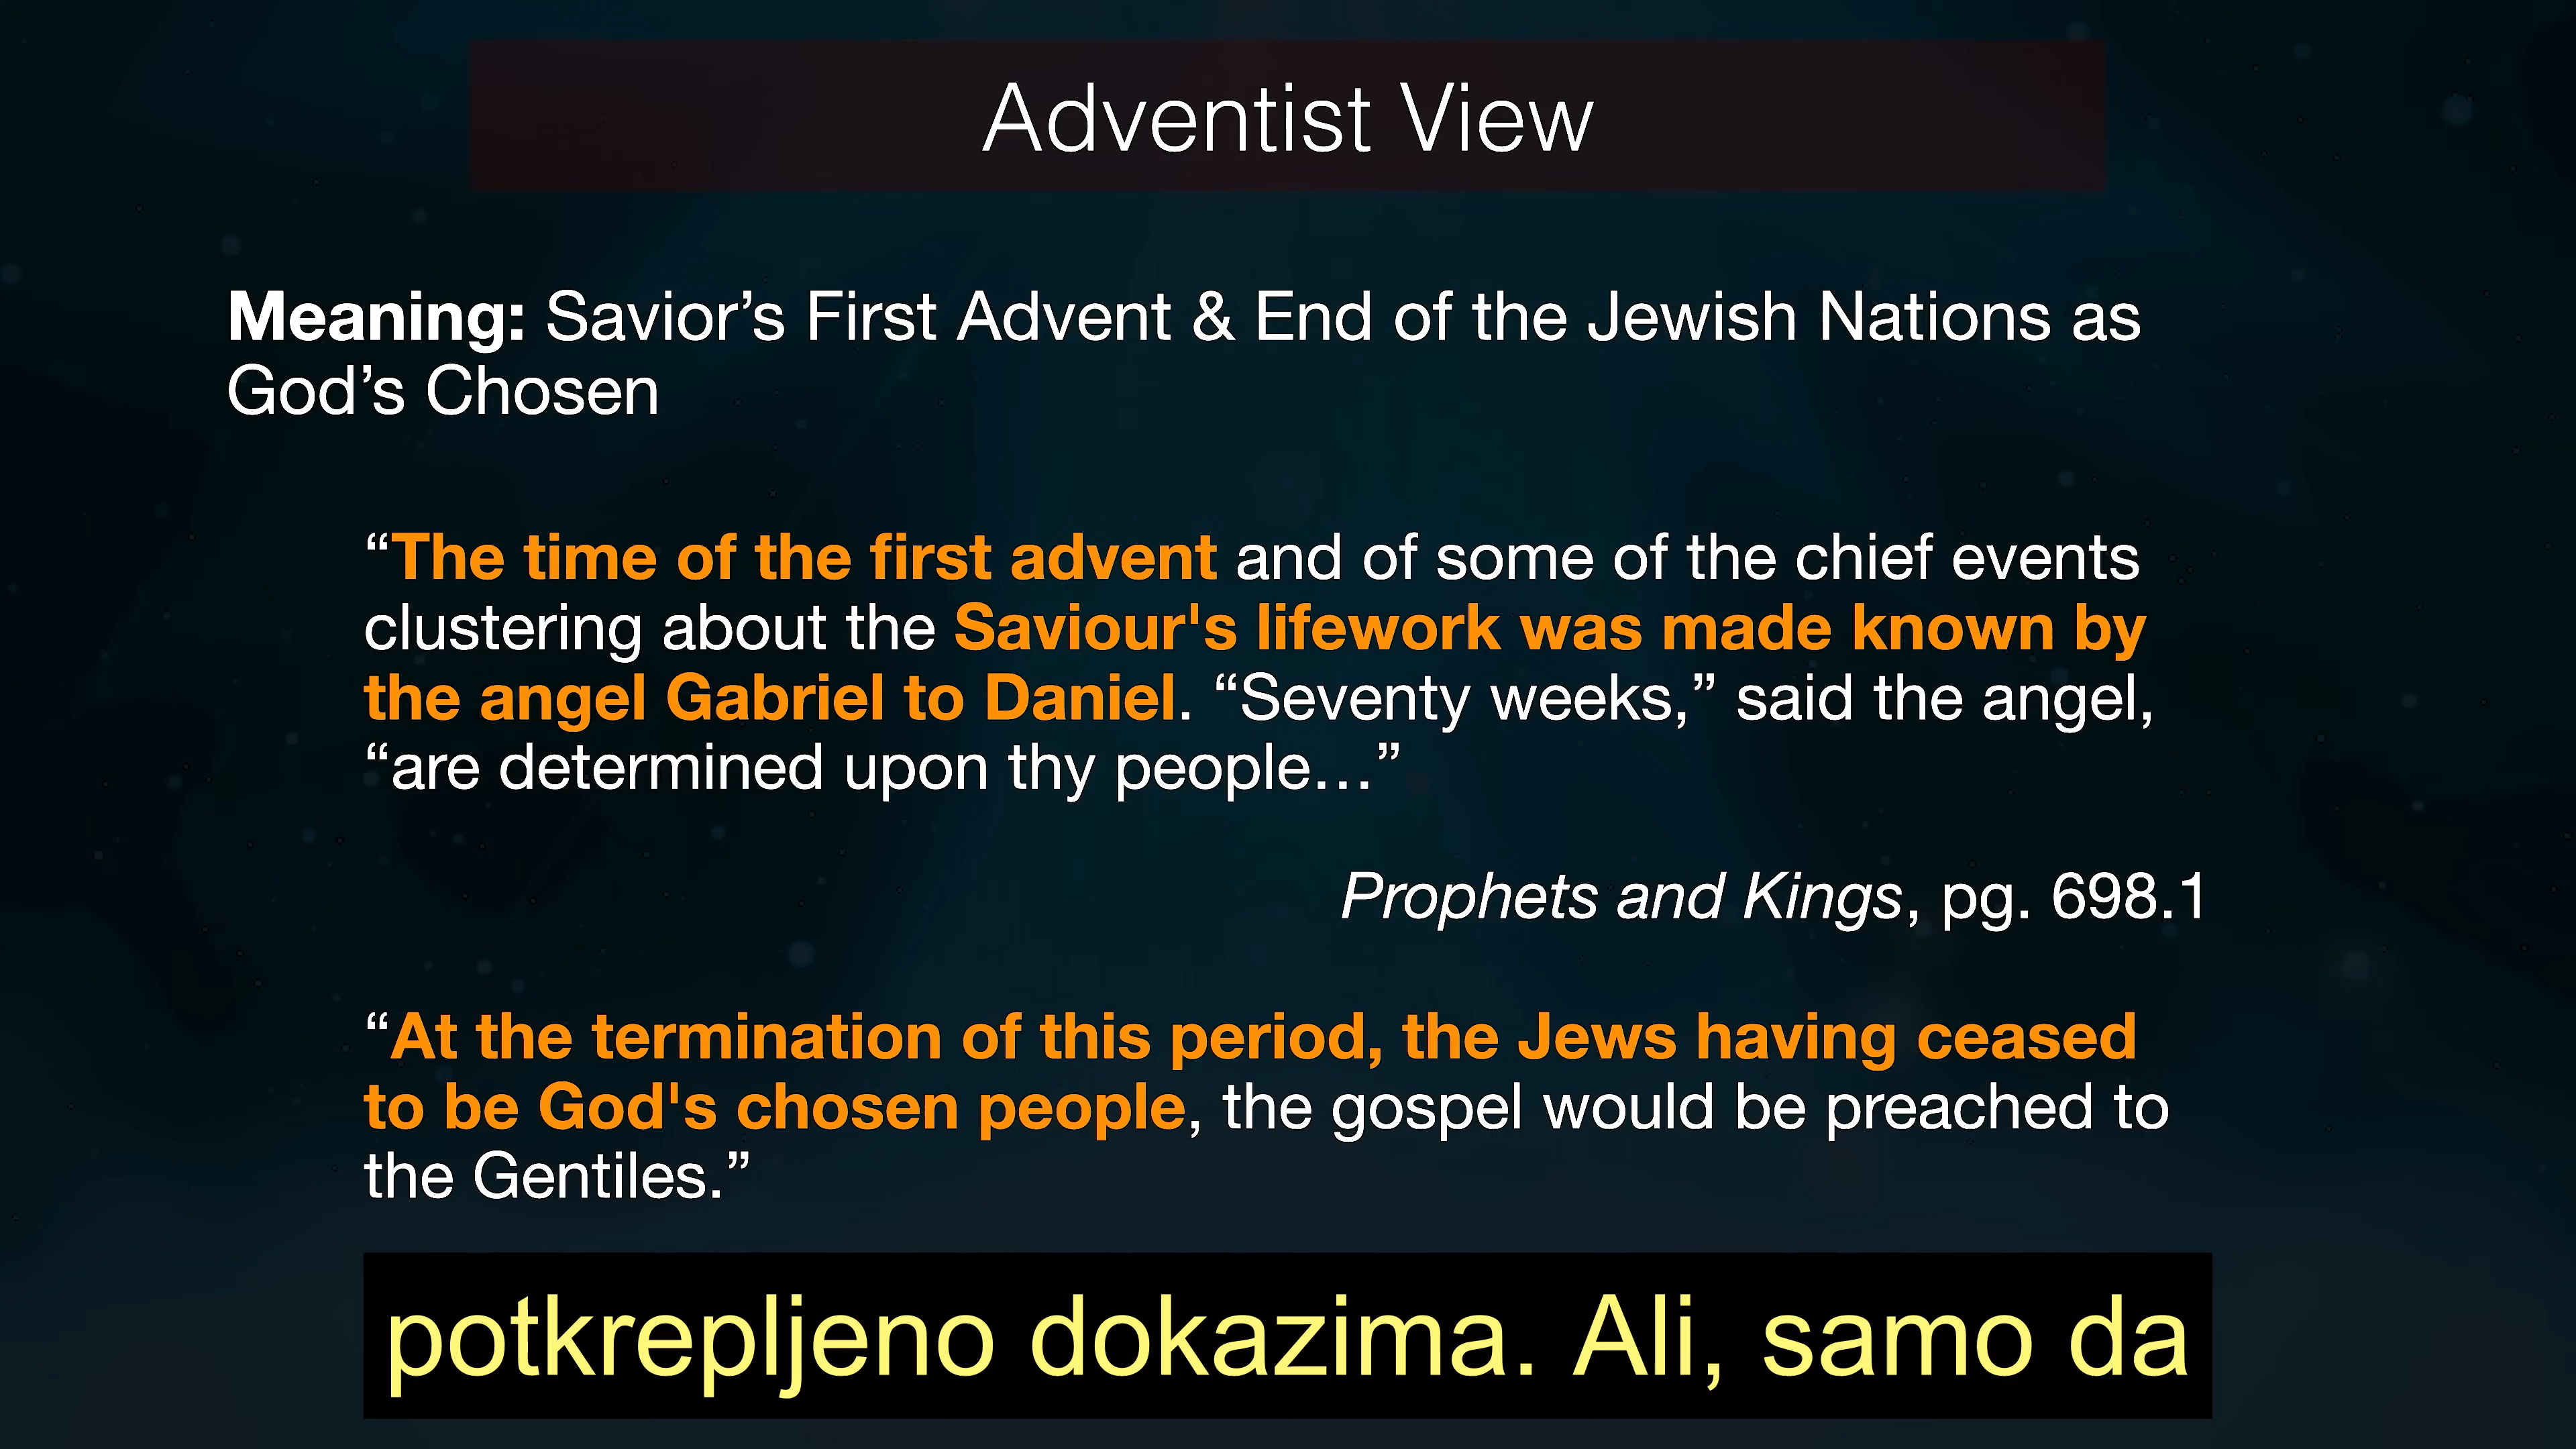 Adventist View
Meaning: Savior’s First Advent & End of the Jewish Nations as
God’s Chosen
“The time of the first advent and of some of the chief events
clustering about the Saviour's lifework was made known by
the angel Gabriel to Daniel. “Seventy weeks,” said the angel,
“are determined upon thy people…”
Prophets and Kings, pg. 698.1
“At the termination of this period, the Jews having ceased
to be God's chosen people, the gospel would be preached to
the Gentiles.”
potkrepljeno dokazima. Ali, samo da